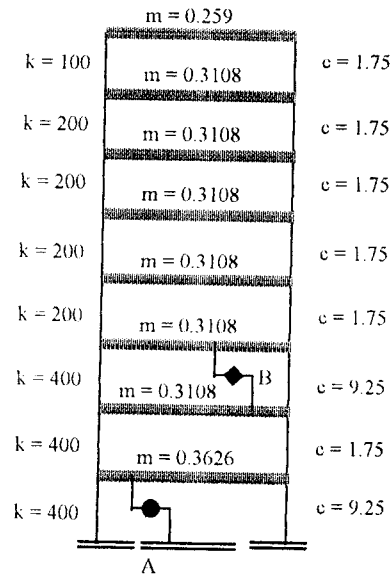 m = 0.259
k = 100 m = 0.3108 c = 1.75
k = 200 m = 0.3108 c = 1.75
k = 200 m = 0.3108 c = 1.75
k = 200 m = 0.3108 c = 1.75
k = 200 m = 0.3108 c = 1.75
k = 400 m = 0.3108 B c = 9.25
k = 400 m = 0.3626 c = 1.75
k = 400 c = 9.25
A